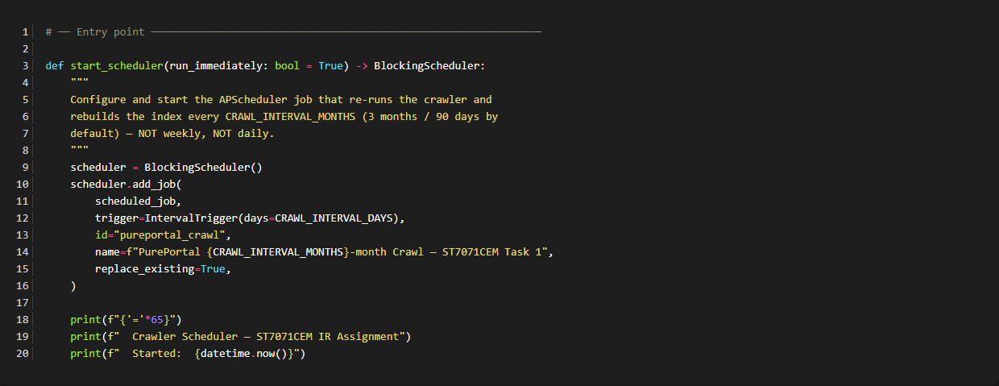 1 # ── Entry point ───────────────────────────────────────────────────────────────
2
3 def start_scheduler(run_immediately: bool = True) -> BlockingScheduler:
4     """
5     Configure and start the APScheduler job that re-runs the crawler and
6     rebuilds the index every CRAWL_INTERVAL_MONTHS (3 months / 90 days by
7     default) — NOT weekly, NOT daily.
8     """
9     scheduler = BlockingScheduler()
10     scheduler.add_job(
11         scheduled_job,
12         trigger=IntervalTrigger(days=CRAWL_INTERVAL_DAYS),
13         id="pureportal_crawl",
14         name=f"PurePortal {CRAWL_INTERVAL_MONTHS}-month Crawl — ST7071CEM Task 1",
15         replace_existing=True,
16     )
17
18     print(f"{'='*65}")
19     print(f"  Crawler Scheduler — ST7071CEM IR Assignment")
20     print(f"  Started:  {datetime.now()}")